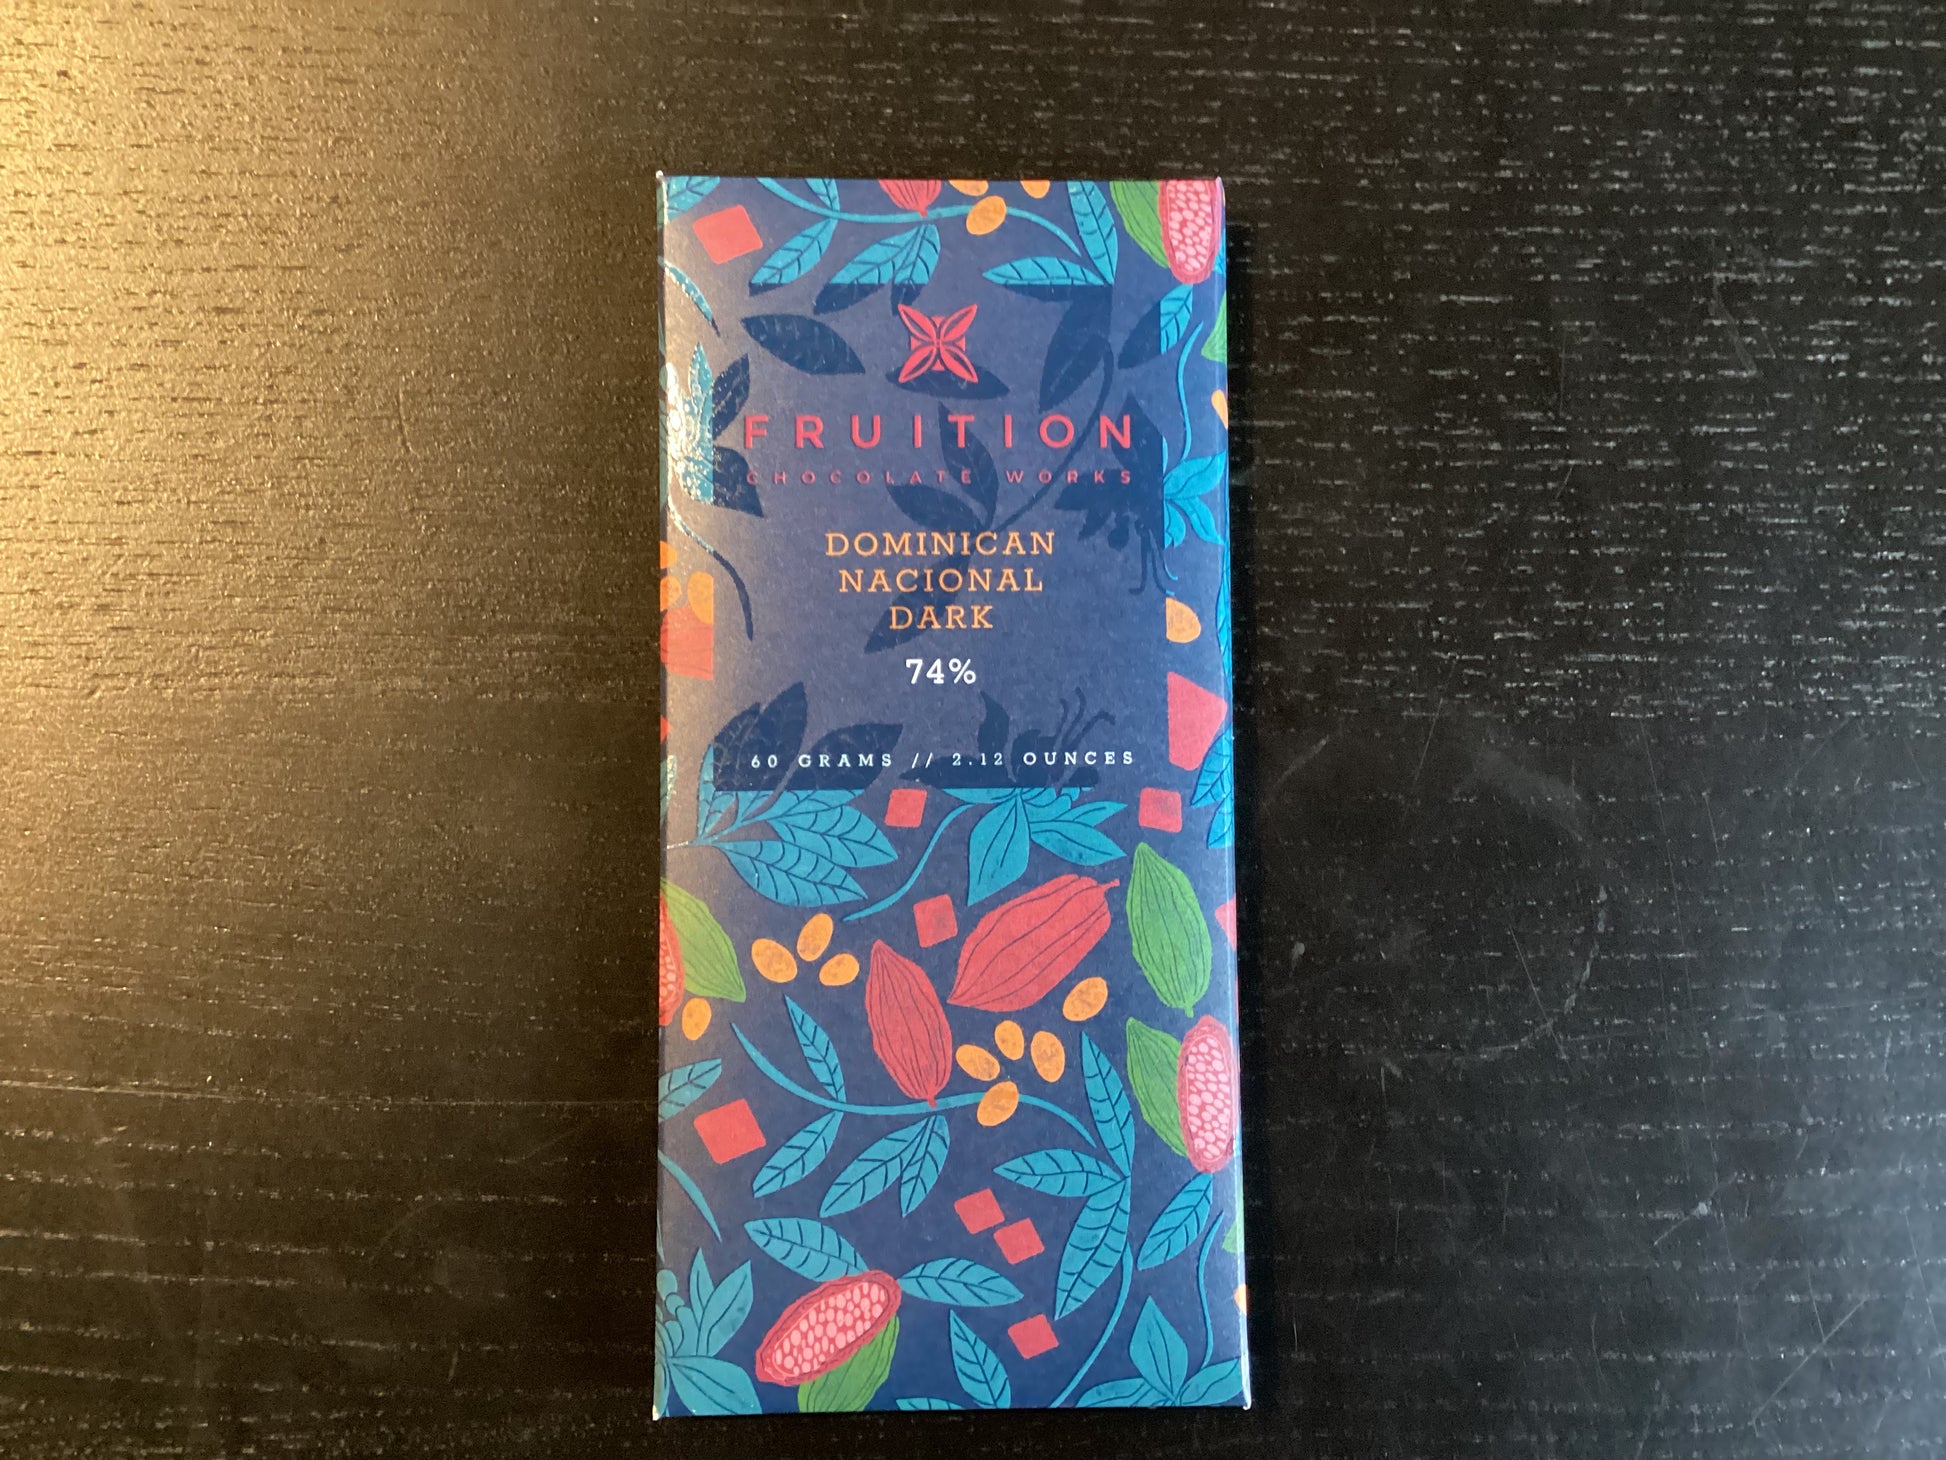 FRUITION
CHOCOLATE WORKS
DOMINICAN
NACIONAL
DARK
74%
60 GRAMS // 2.12 OUNCES